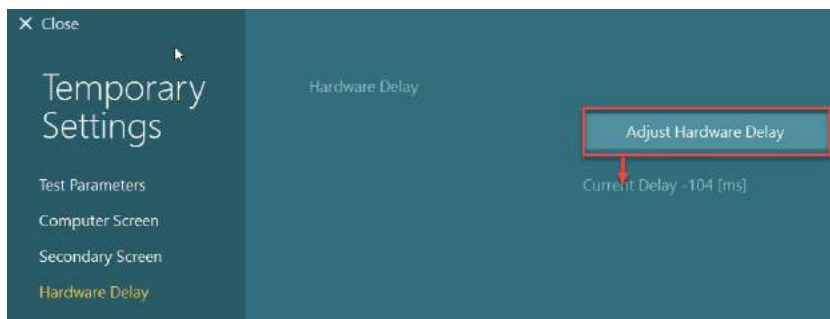 Close
Temporary
Settings
Test Parameters
Computer Screen
Secondary Screen
Hardware Delay
Hardware Delay
Adjust Hardware Delay
Current Delay -104 [ms]